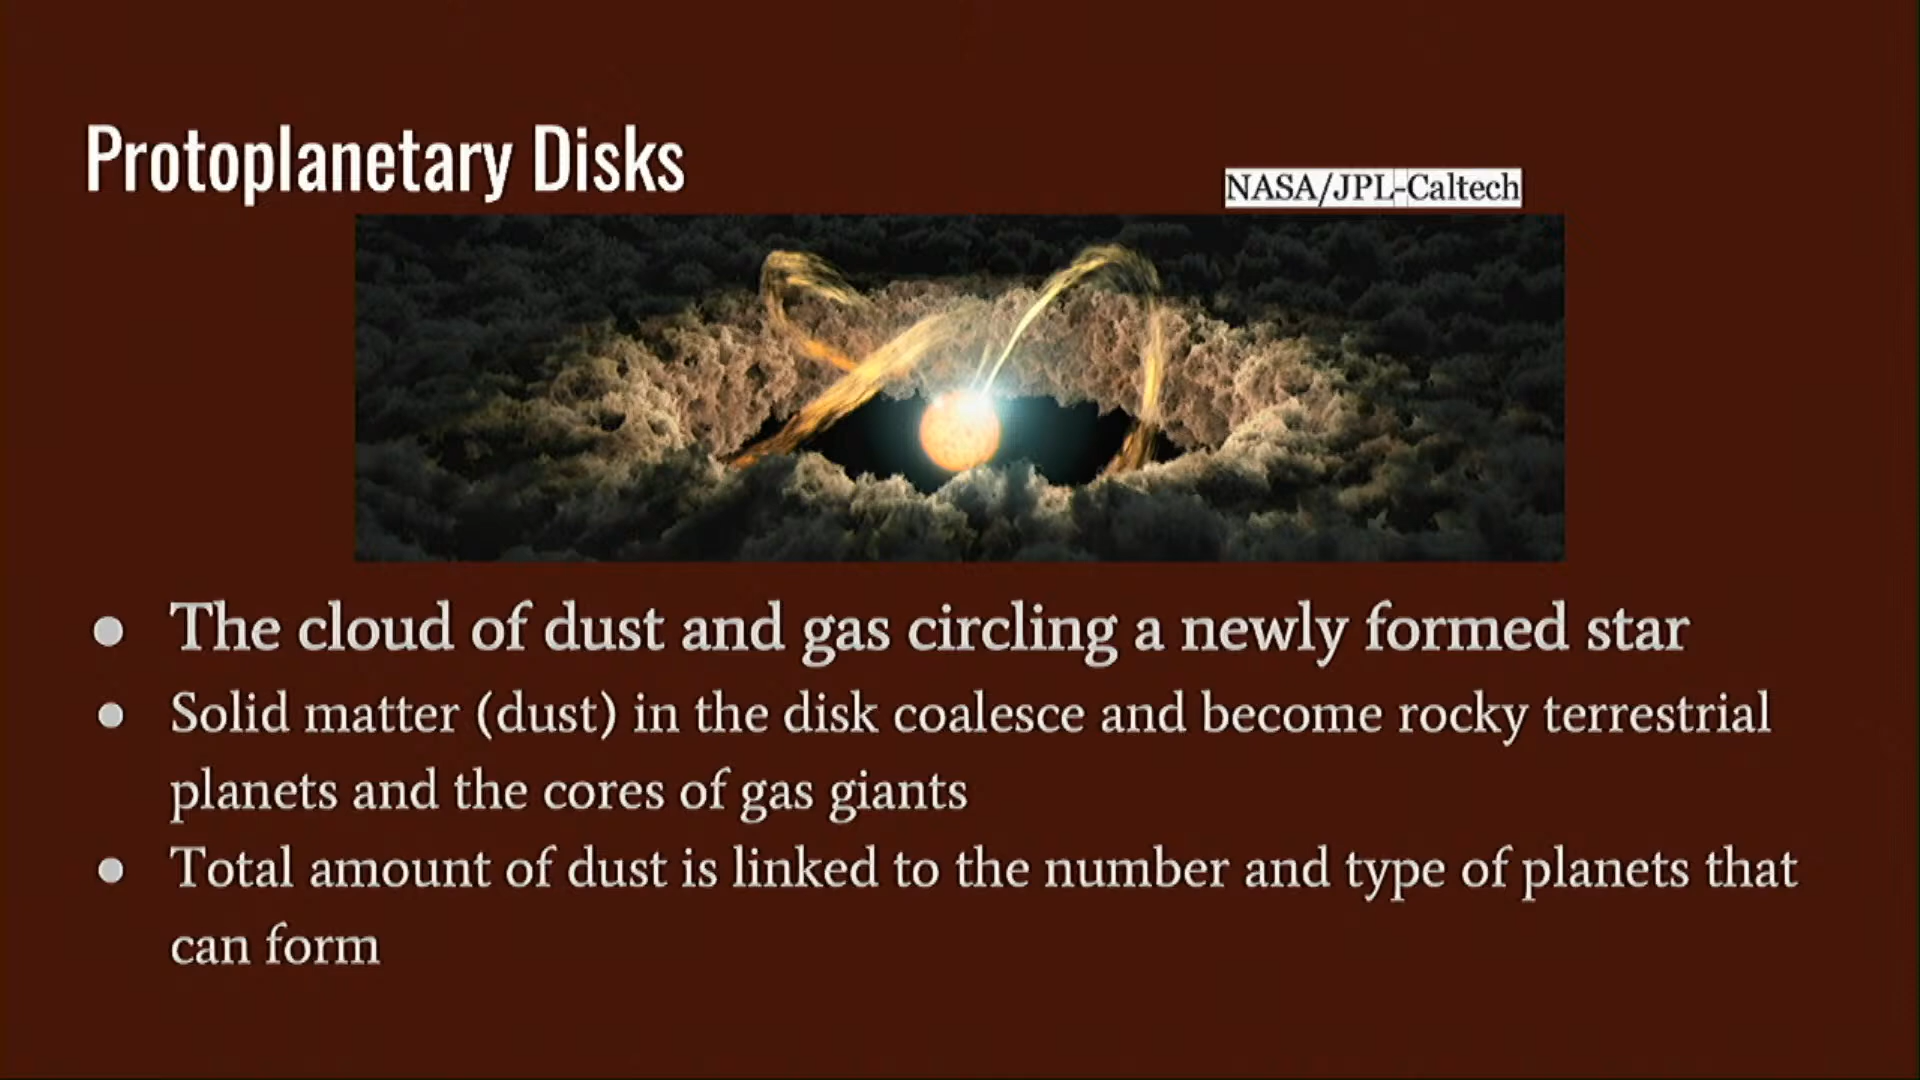 Protoplanetary Disks
NASA/JPL-Caltech
● The cloud of dust and gas circling a newly formed star
● Solid matter (dust) in the disk coalesce and become rocky terrestrial
planets and the cores of gas giants
● Total amount of dust is linked to the number and type of planets that
can form